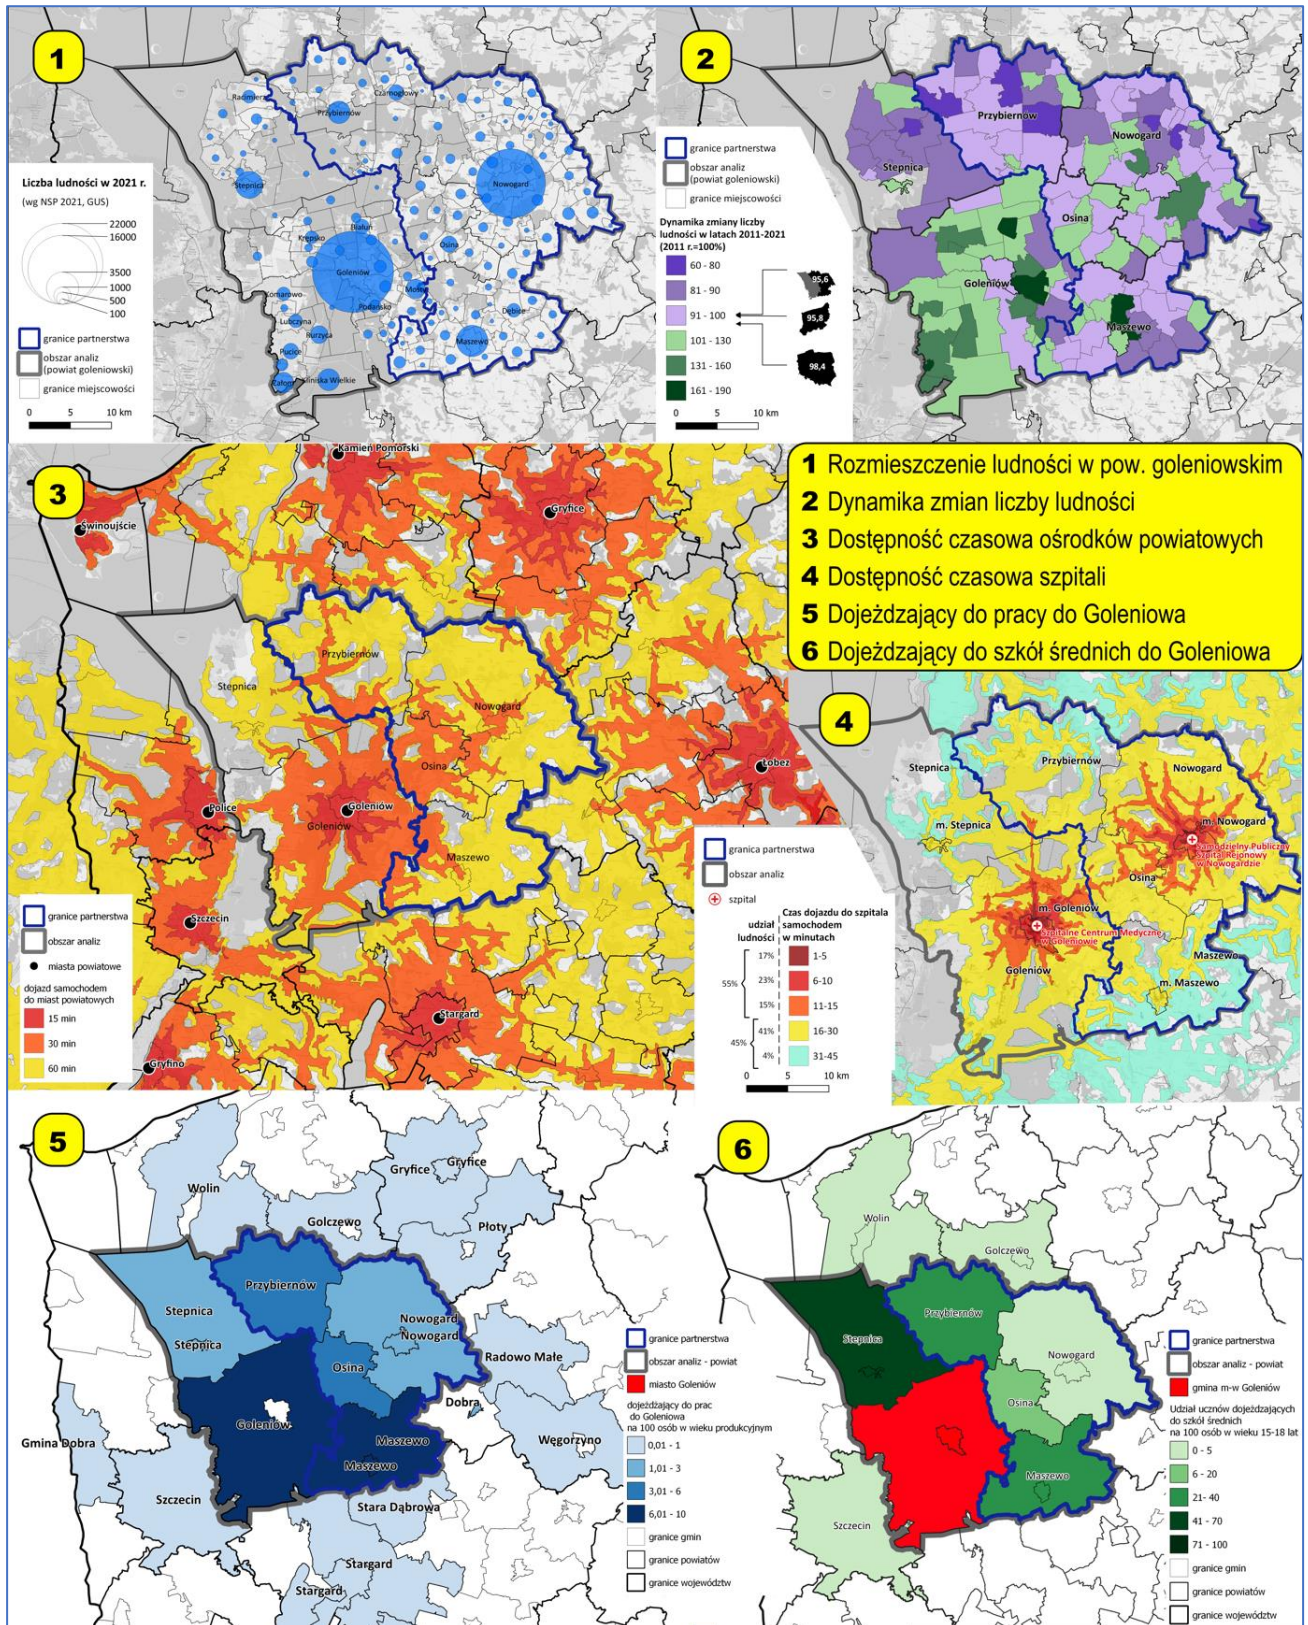 1
Racimierz
Czarnogłowy
Przybiernów
Stepnica
Nowogard
Białuń
Krępsko
Osina
Goleniów
Komarowo
Mosty
Podańsko
Lubczyna
Dębice
Burzyca
Maszewo
Pucice
Kliniska Wielkie
Liczba ludności w 2021 r.
(wg NSP 2021, GUS)
22000
16000
3500
1000
500
100
granice partnerstwa
obszar analiz
(powiat goleniowski)
granice miejscowości
0 5 10 km
2
Przybiernów
Nowogard
Stepnica
Osina
Goleniów
Maszewo
granice partnerstwa
obszar analiz
(powiat goleniowski)
granice miejscowości
Dynamika zmiany liczby
ludności w latach 2011-2021
(2011 r.=100%)
60 - 80
81 - 90
91 - 100
101 - 130
131 - 160
161 - 190
95,6
95,8
98,4
0 5 10 km
3
Kamień Pomorski
Świnoujście
Gryfice
Przybiernów
Stepnica
Nowogard
Osina
Łobez
Police
Goleniów
Goleniów
Maszewo
Szczecin
Stargard
Gryfino
granice partnerstwa
obszar analiz
miasta powiatowe
dojazd samochodem
do miast powiatowych
15 min
30 min
60 min
1 Rozmieszczenie ludności w pow. goleniowskim
2 Dynamika zmian liczby ludności
3 Dostępność czasowa ośrodków powiatowych
4 Dostępność czasowa szpitali
5 Dojeżdzający do pracy do Goleniowa
6 Dojeżdzający do szkół średnich do Goleniowa
4
Stepnica
Przybiernów
Nowogard
m. Stepnica
m. Nowogard
Samodzielny Publiczny
Szpital Rejonowy
w Nowogardzie
Osina
m. Goleniów
Szpitalne Centrum Medyczne
w Goleniowie
Goleniów
Maszewo
m. Maszewo
granica partnerstwa
obszar analiz
szpital
udział
ludności
Czas dojazdu do szpitala
samochodem
w minutach
17% 1-5
55% 23% 6-10
15% 11-15
45% 41% 16-30
4% 31-45
0 5 10 km
5
Gryfice
Gryfice
Wolin
Golczewo
Płoty
Przybiernów
Stepnica
Stepnica
Nowogard
Nowogard
Radowo Małe
Osina
Dobra
Goleniów
Maszewo
Maszewo
Węgorzyno
Gmina Dobra
Szczecin
Stara Dąbrowa
Stargard
Stargard
granice partnerstwa
obszar analiz - powiat
miasto Goleniów
dojeżdżający do prac
do Goleniowa
na 100 osób w wieku produkcyjnym
0,01 - 1
1,01 - 3
3,01 - 6
6,01 - 10
granice gmin
granice powiatów
granice województw
6
Wolin
Golczewo
Przybiernów
Stepnica
Nowogard
Osina
Maszewo
Szczecin
granice partnerstwa
obszar analiz - powiat
gmina m-w Goleniów
Udział ucznów dojeżdzających
do szkół średnich
na 100 osób w wieku 15-18 lat
0 - 5
6 - 20
21- 40
41 - 70
71 - 100
granice gmin
granice powiatów
granice województw